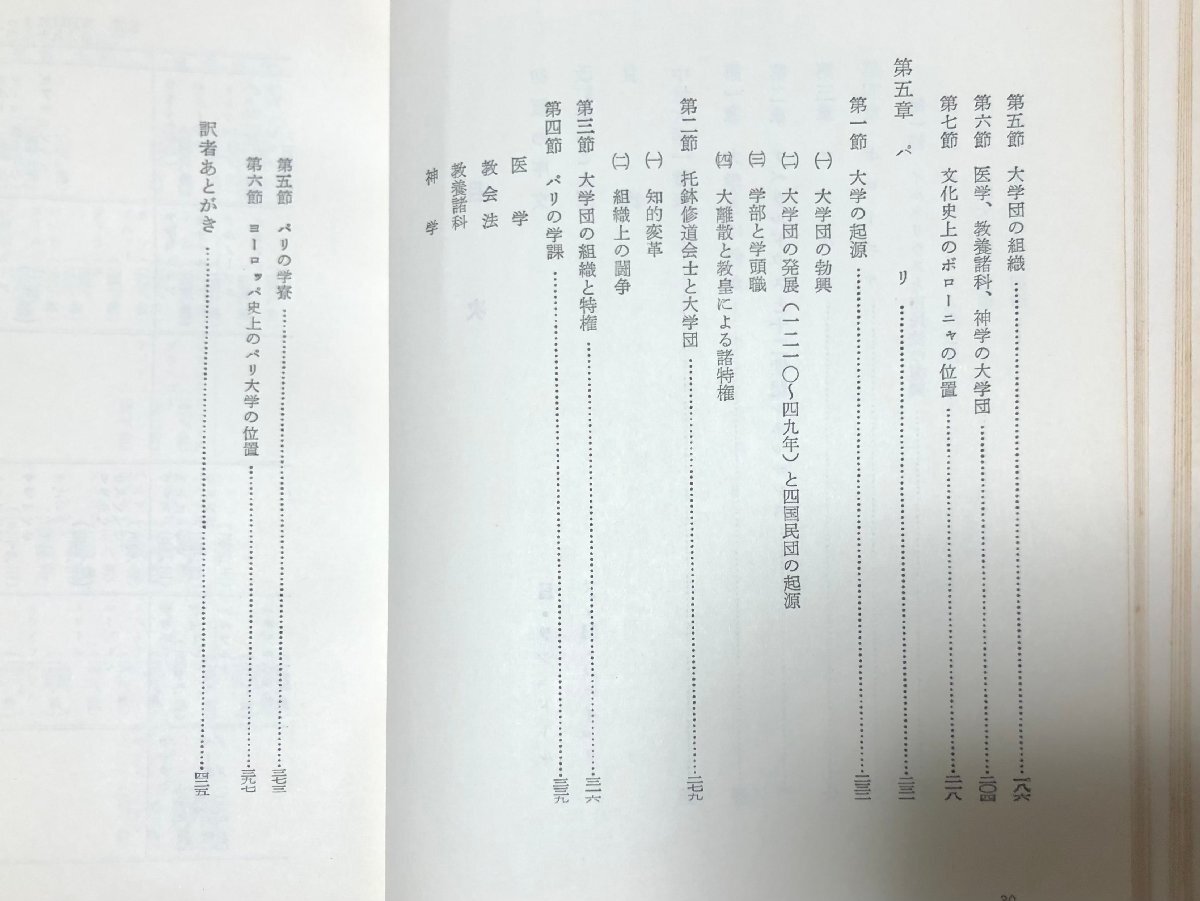 第五節　大学団の組織……………一八六
第六節　医学、教養諸科、神学の大学団……………二〇四
第七節　文化史上のボローニャの位置……………二一八
第五章　パリ……………二三一
第一節　大学の起源……………二三二
㈠　大学団の勃興
㈡　大学団の発展（一二一〇〜四九年）と四国民団の起源
㈢　学部と学頭職
㈣　大離散と教皇による諸特権
第二節　托鉢修道会士と大学団……………二七九
㈠　知的変革
㈡　組織上の闘争
第三節　大学団の組織と特権……………三一六
第四節　パリの学課……………三三九
医学
教会法
教養諸科
神学
第五節　パリの学寮……………三七三
第六節　ヨーロッパ史上のパリ大学の位置……………三九七
訳者あとがき……………四二五